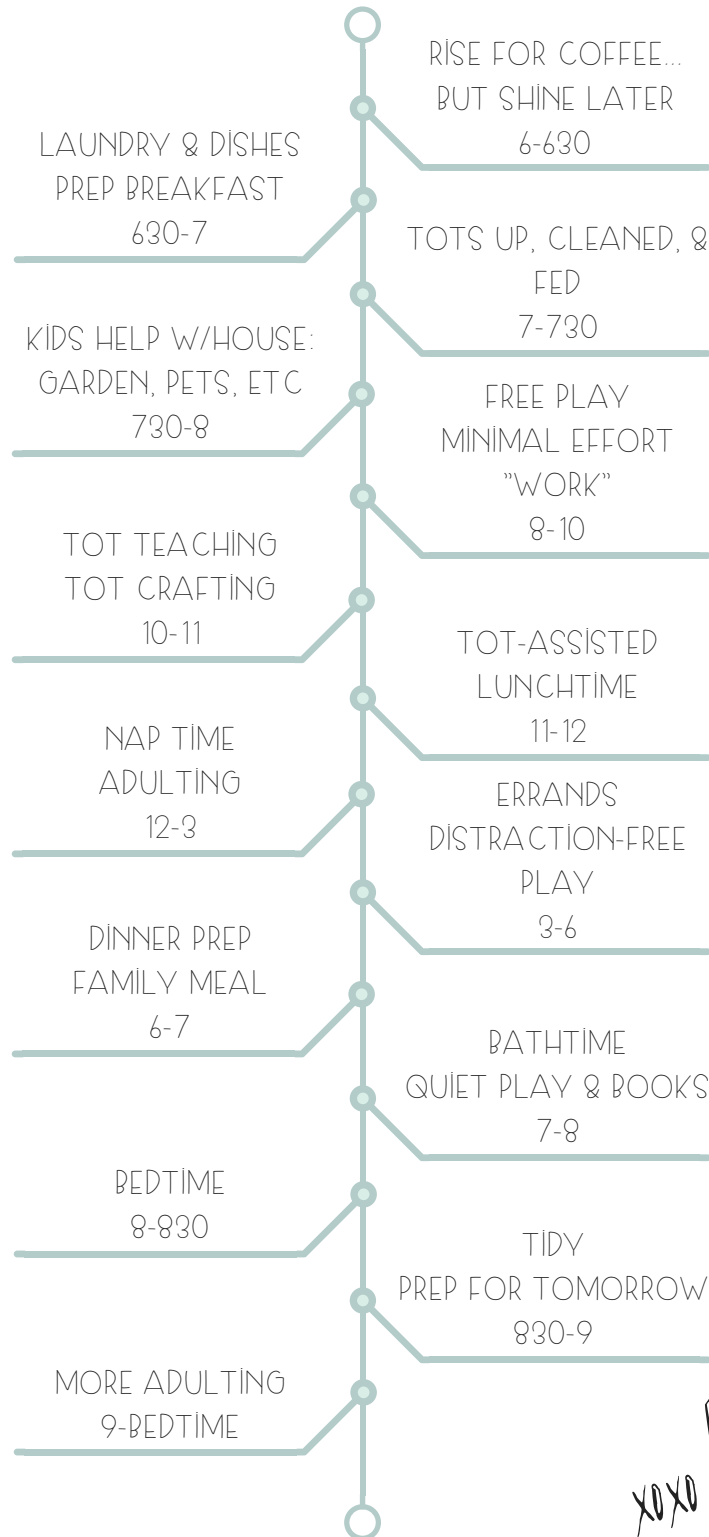 RISE FOR COFFEE...
BUT SHINE LATER
6-630
LAUNDRY & DISHES
PREP BREAKFAST
630-7
TOTS UP, CLEANED, &
FED
7-730
KIDS HELP W/HOUSE:
GARDEN, PETS, ETC
730-8
FREE PLAY
MINIMAL EFFORT
"WORK"
8-10
TOT TEACHING
TOT CRAFTING
10-11
TOT-ASSISTED
LUNCHTIME
11-12
NAP TIME
ADULTING
12-3
ERRANDS
DISTRACTION-FREE
PLAY
3-6
DINNER PREP
FAMILY MEAL
6-7
BATHTIME
QUIET PLAY & BOOKS
7-8
BEDTIME
8-830
TIDY
PREP FOR TOMORROW
830-9
MORE ADULTING
9-BEDTIME
XOXO